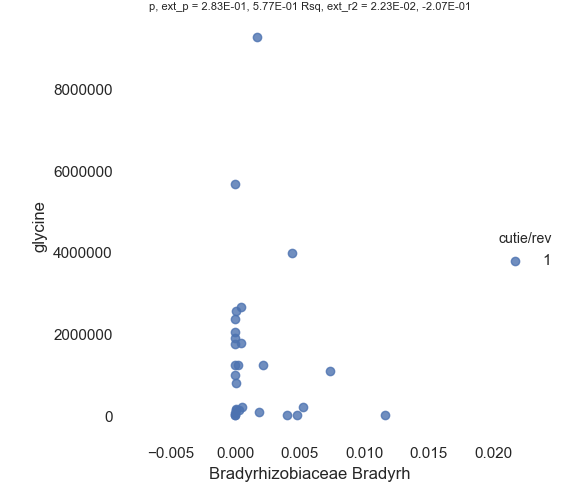 p, ext_p = 2.83E-01, 5.77E-01 Rsq, ext_r2 = 2.23E-02, -2.07E-01
8000000
6000000
4000000
2000000
0
glycine
cutie/rev
1
−0.005 0.000 0.005 0.010 0.015 0.020
Bradyrhizobiaceae Bradyrh